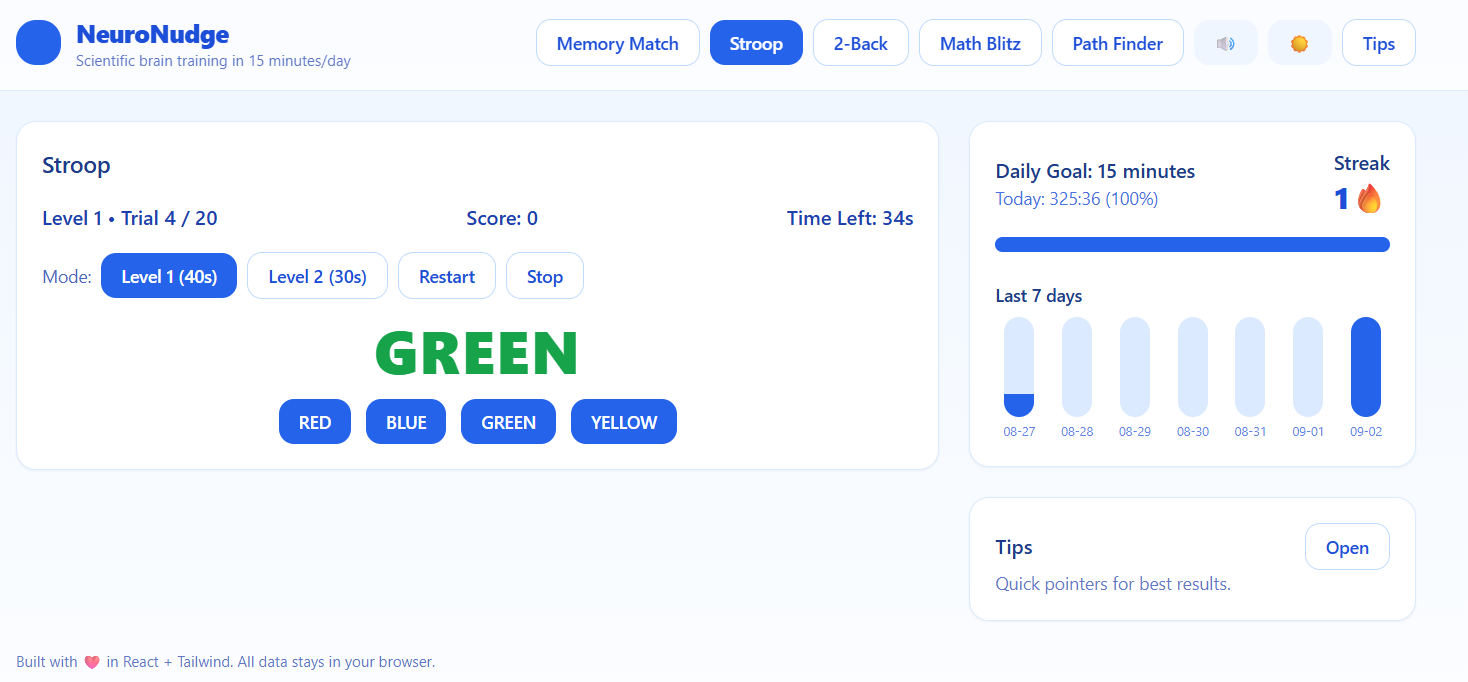 NeuroNudge
Scientific brain training in 15 minutes/day
Memory Match
Stroop
2-Back
Math Blitz
Path Finder
Tips
Stroop
Level 1 • Trial 4 / 20
Score: 0
Time Left: 34s
Mode:
Level 1 (40s)
Level 2 (30s)
Restart
Stop
GREEN
RED
BLUE
GREEN
YELLOW
Daily Goal: 15 minutes
Today: 325:36 (100%)
Streak
1🔥
Last 7 days
08-27
08-28
08-29
08-30
08-31
09-01
09-02
Tips
Quick pointers for best results.
Open
Built with 💖 in React + Tailwind. All data stays in your browser.